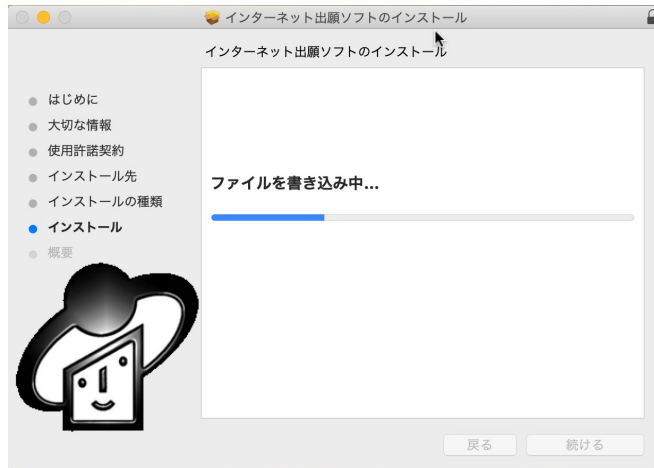 インターネット出願ソフトのインストール
インターネット出願ソフトのインストール
はじめに
大切な情報
使用許諾契約
インストール先
インストールの種類
インストール
概要
ファイルを書き込み中...
戻る
続ける